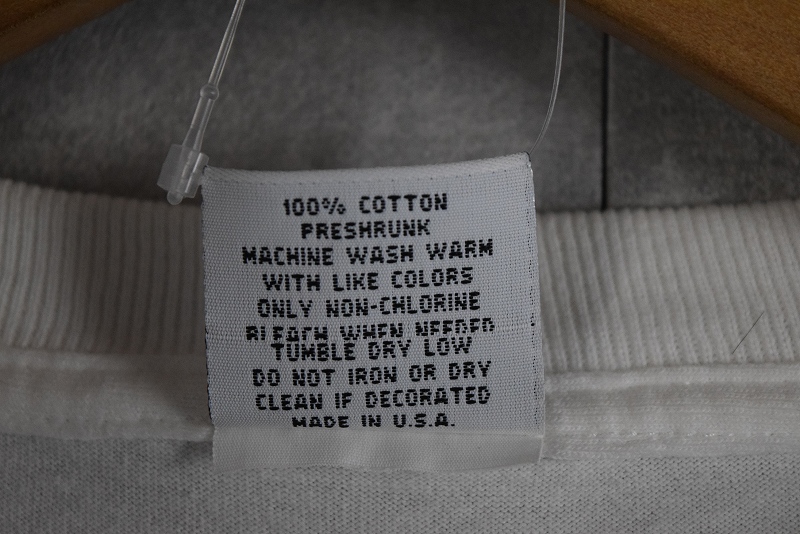 100% COTTON
PRESHRUNK
MACHINE WASH WARM
WITH LIKE COLORS
ONLY NON-CHLORINE
BLEACH WHEN NEEDED
TUMBLE DRY LOW
DO NOT IRON OR DRY
CLEAN IF DECORATED
MADE IN U.S.A.